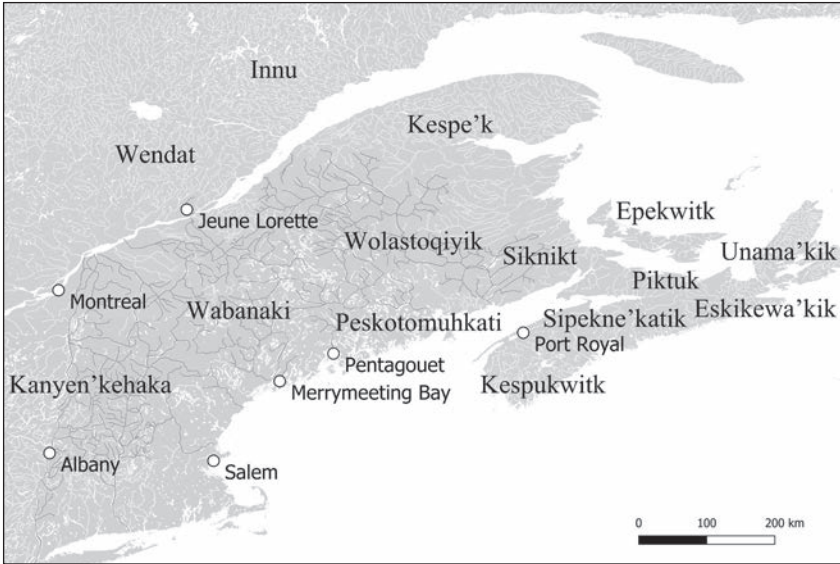 Innu
Kespe’k
Wendat
Jeune Lorette
Epekwitk
Wolastoqiyik
Siknikt
Unama’kik
Piktuk
Montreal
Wabanaki
Eskikewa’kik
Peskotomuhkati
Sipekne’katik
Port Royal
Pentagouet
Kanyen’kehaka
Merrymeeting Bay
Kespukwitk
Albany
Salem
0 100 200 km